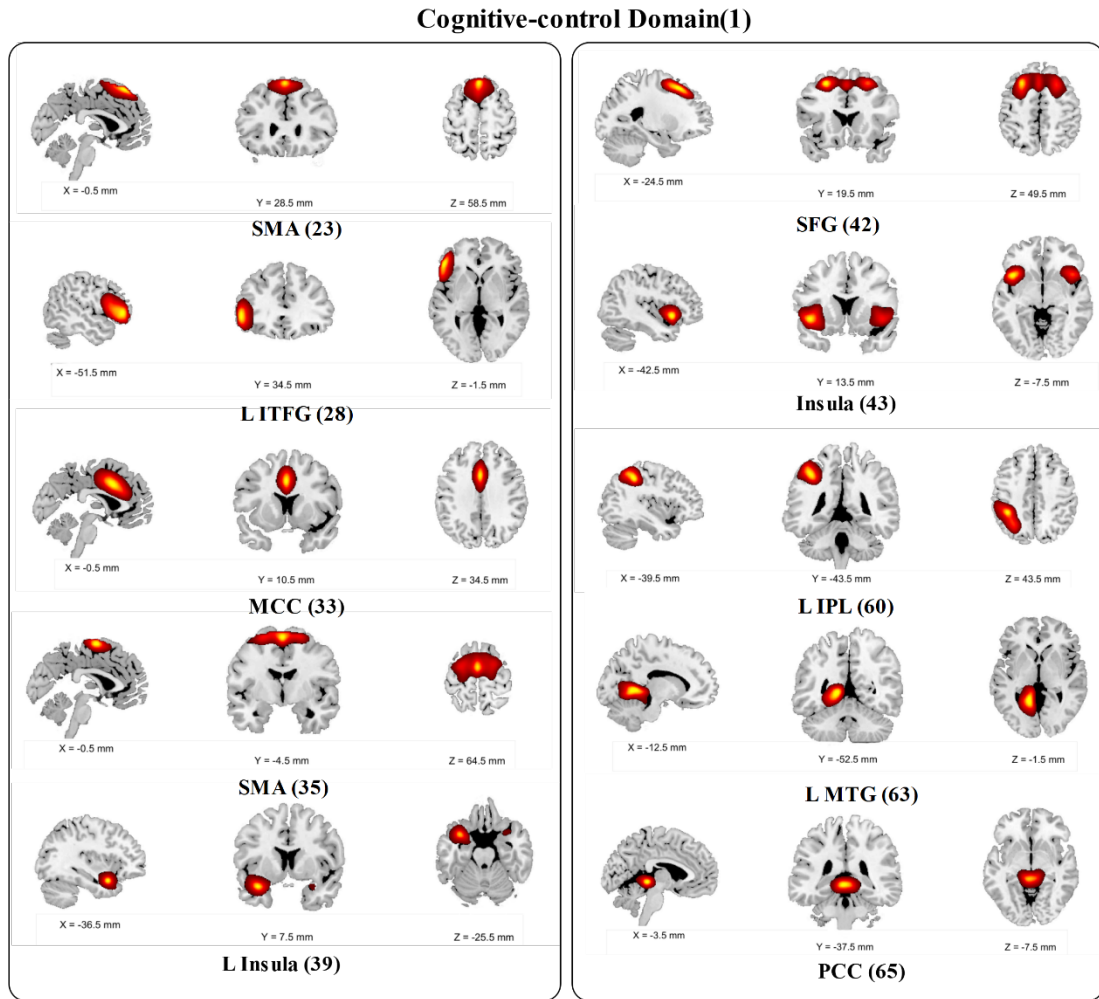 Cognitive-control Domain(1)
X = -0.5 mm
Y = 28.5 mm
Z = 58.5 mm
SMA (23)
X = -51.5 mm
Y = 34.5 mm
Z = -1.5 mm
L ITFG (28)
X = -0.5 mm
Y = 10.5 mm
Z = 34.5 mm
MCC (33)
X = -0.5 mm
Y = -4.5 mm
Z = 64.5 mm
SMA (35)
X = -36.5 mm
Y = 7.5 mm
Z = -25.5 mm
L Insula (39)
X = -24.5 mm
Y = 19.5 mm
Z = 49.5 mm
SFG (42)
X = -42.5 mm
Y = 13.5 mm
Z = -7.5 mm
Insula (43)
X = -39.5 mm
Y = -43.5 mm
Z = 43.5 mm
L IPL (60)
X = -12.5 mm
Y = -52.5 mm
Z = -1.5 mm
L MTG (63)
X = -3.5 mm
Y = -37.5 mm
Z = -7.5 mm
PCC (65)